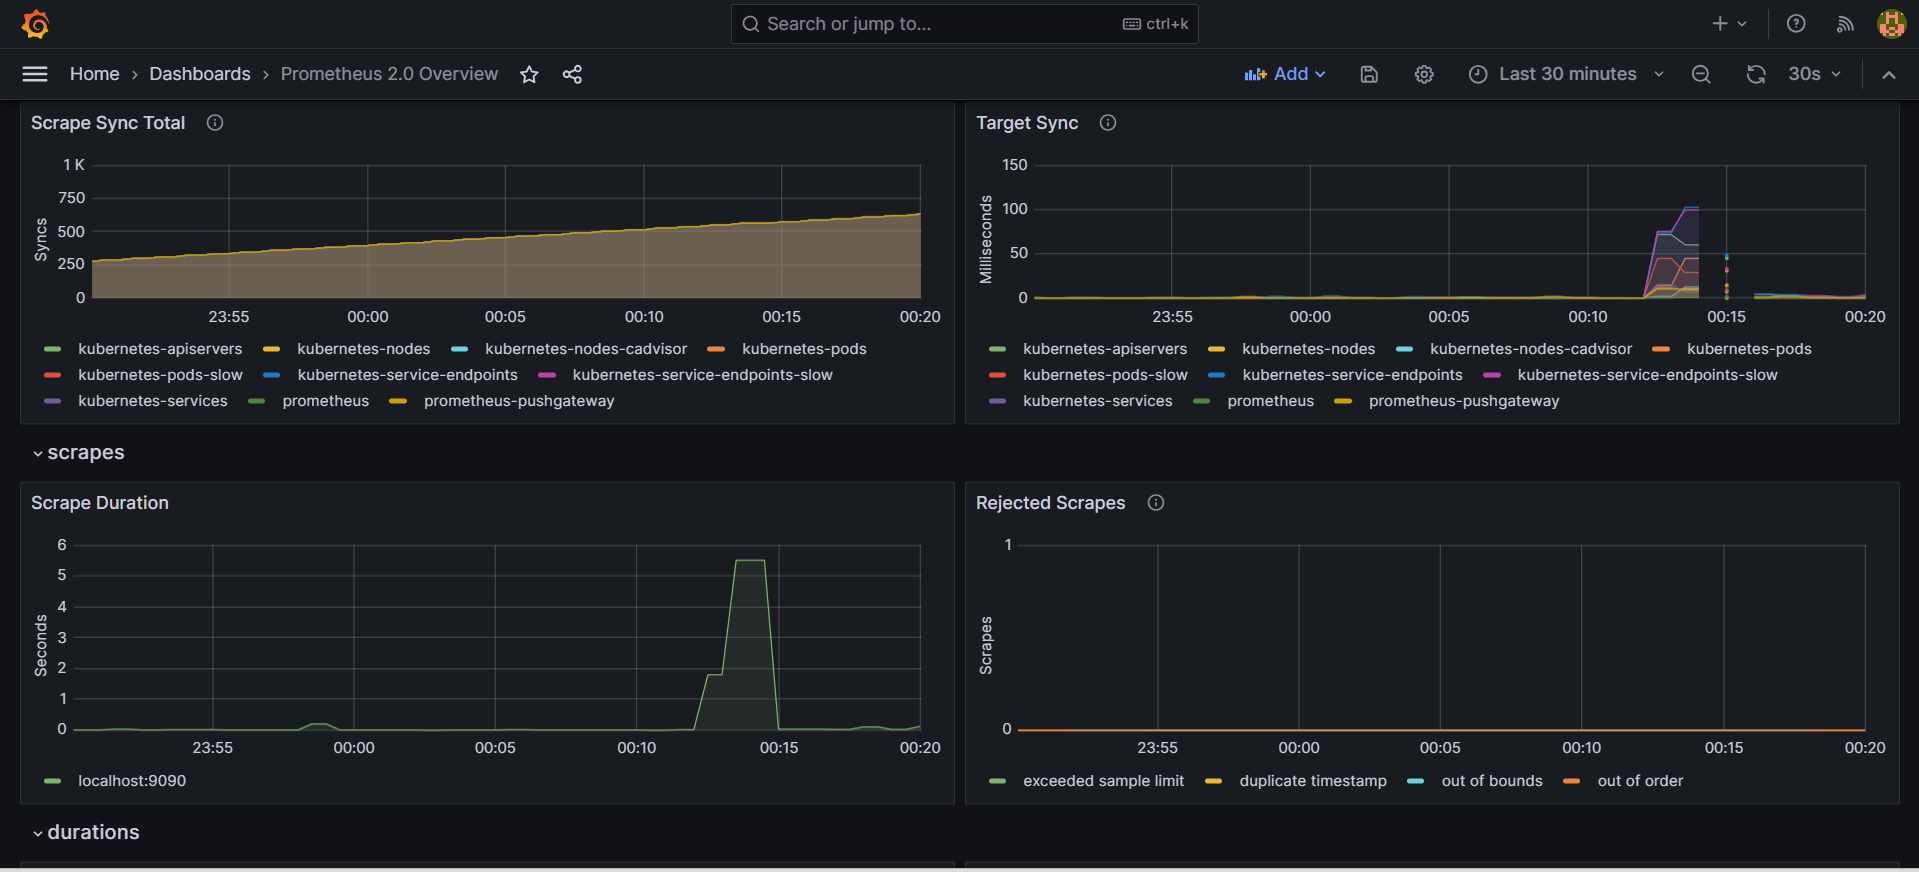 Search or jump to... ctrl+k
Home › Dashboards › Prometheus 2.0 Overview Add Last 30 minutes 30s
Scrape Sync Total
1 K
750
500
250
0
Syncs
23:55 00:00 00:05 00:10 00:15 00:20
kubernetes-apiservers kubernetes-nodes kubernetes-nodes-cadvisor kubernetes-pods
kubernetes-pods-slow kubernetes-service-endpoints kubernetes-service-endpoints-slow
kubernetes-services prometheus prometheus-pushgateway
Target Sync
150
100
50
0
Milliseconds
23:55 00:00 00:05 00:10 00:15 00:20
kubernetes-apiservers kubernetes-nodes kubernetes-nodes-cadvisor kubernetes-pods
kubernetes-pods-slow kubernetes-service-endpoints kubernetes-service-endpoints-slow
kubernetes-services prometheus prometheus-pushgateway
scrapes
Scrape Duration
6
5
4
3
2
1
0
Seconds
23:55 00:00 00:05 00:10 00:15 00:20
localhost:9090
Rejected Scrapes
1
0
Scrapes
23:55 00:00 00:05 00:10 00:15 00:20
exceeded sample limit duplicate timestamp out of bounds out of order
durations